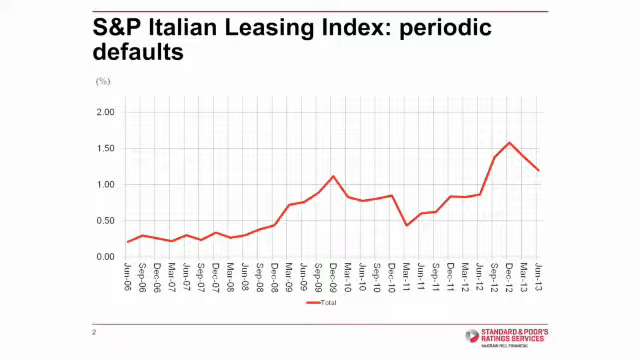 S&P Italian Leasing Index: periodic
defaults
(%)
2.00
1.50
1.00
0.50
0.00
Jun-06
Sep-06
Dec-06
Mar-07
Jun-07
Sep-07
Dec-07
Mar-08
Jun-08
Sep-08
Dec-08
Mar-09
Jun-09
Sep-09
Dec-09
Mar-10
Jun-10
Sep-10
Dec-10
Mar-11
Jun-11
Sep-11
Dec-11
Mar-12
Jun-12
Sep-12
Dec-12
Mar-13
Jun-13
Total
2
STANDARD & POOR'S
RATINGS SERVICES
McGRAW HILL FINANCIAL